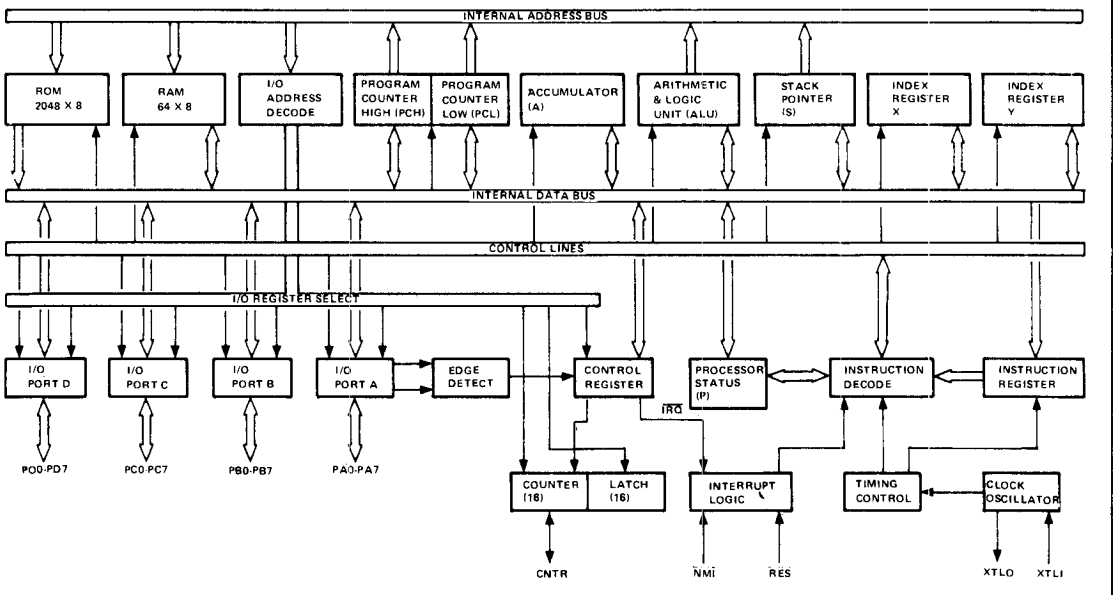 INTERNAL ADDRESS BUS
ROM
2048 X 8
RAM
64 X 8
I/O
ADDRESS
DECODE
PROGRAM
COUNTER
HIGH (PCH)
PROGRAM
COUNTER
LOW (PCL)
ACCUMULATOR
(A)
ARITHMETIC
& LOGIC
UNIT (ALU)
STACK
POINTER
(S)
INDEX
REGISTER
X
INDEX
REGISTER
Y
INTERNAL DATA BUS
CONTROL LINES
I/O REGISTER SELECT
I/O
PORT D
I/O
PORT C
I/O
PORT B
I/O
PORT A
EDGE
DETECT
CONTROL
REGISTER
PROCESSOR
STATUS
(P)
INSTRUCTION
DECODE
INSTRUCTION
REGISTER
IRQ
PO0-PD7
PC0-PC7
PB0-PB7
PA0-PA7
COUNTER
(16)
LATCH
(16)
INTERRUPT
LOGIC
TIMING
CONTROL
CLOCK
OSCILLATOR
CNTR
NMI
RES
XTLO
XTLI